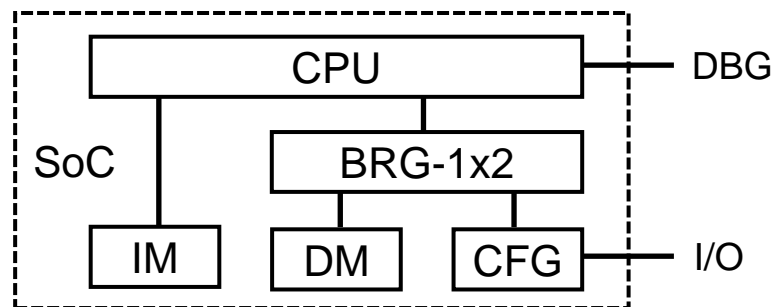 CPU
DBG
SoC
BRG-1x2
IM
DM
CFG
I/O